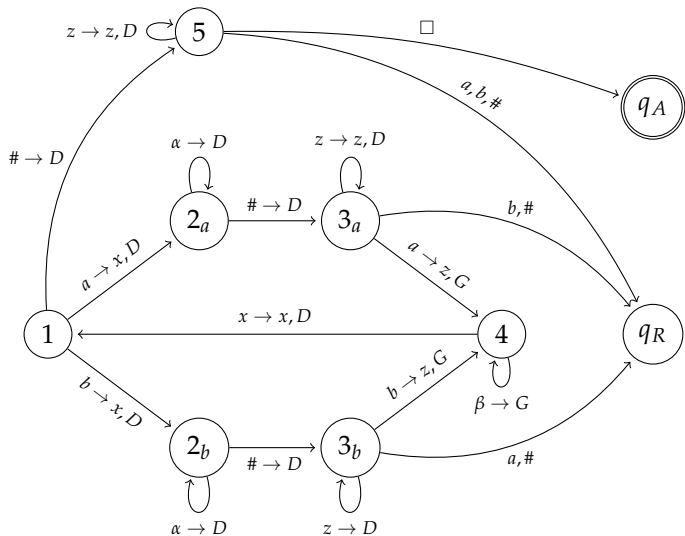 □
z → z, D
5
a, b, #
q_A
α → D
z → z, D
# → D
2_a
# → D
3_a
b, #
a → x, D
a → z, G
1
x → x, D
4
q_R
b → x, D
b → z, G
β → G
2_b
# → D
3_b
a, #
α → D
z → D